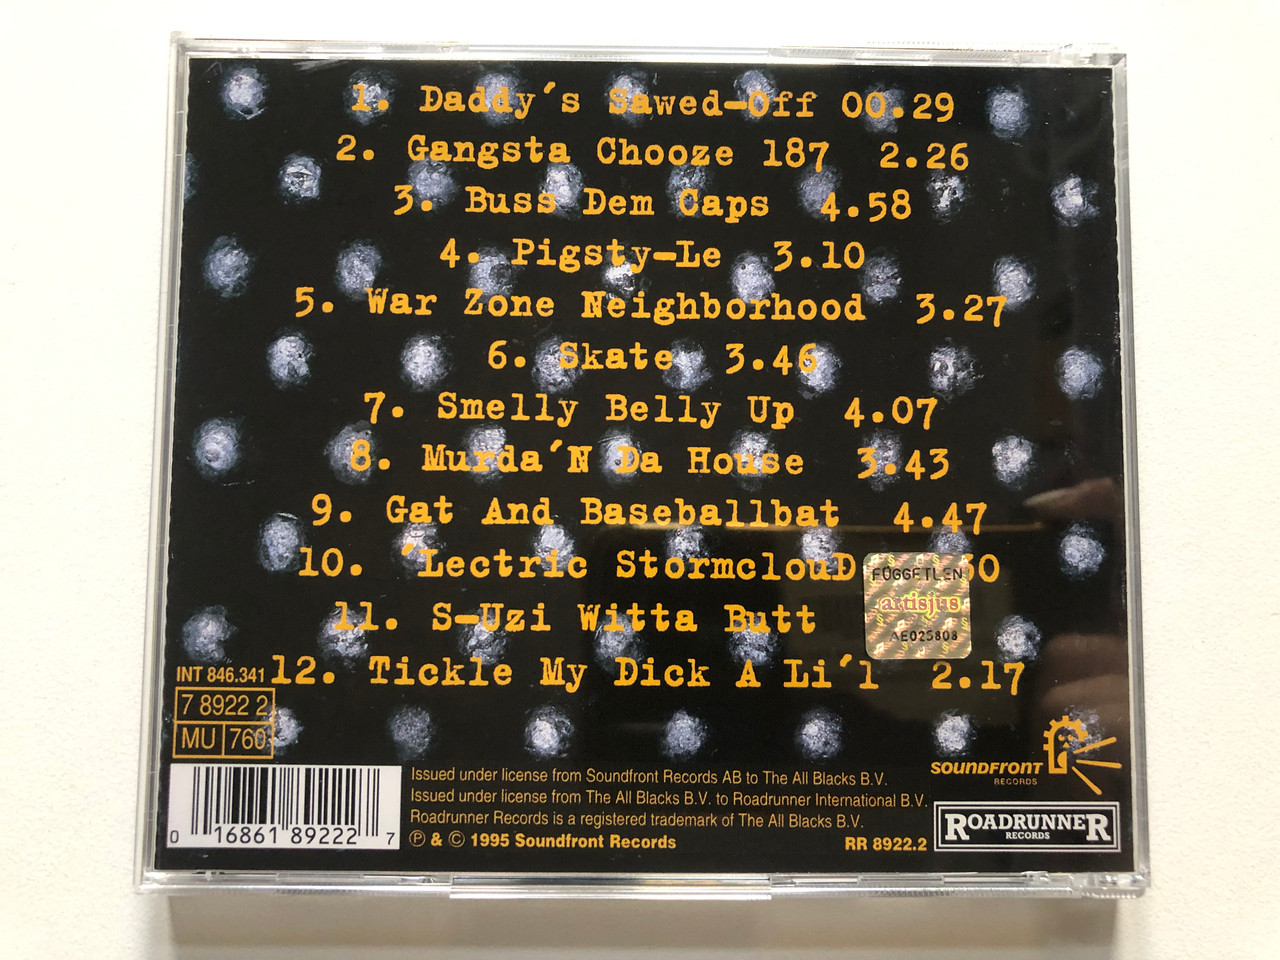 1. Daddy´s Sawed-Off 00.29
2. Gangsta Chooze 187 2.26
3. Buss Dem Caps 4.58
4. Pigsty-Le 3.10
5. War Zone Neighborhood 3.27
6. Skate 3.46
7. Smelly Belly Up 4.07
8. Murda´N Da House 3.43
9. Gat And Baseballbat 4.47
10. ´Lectric StormclouD
FÜGGETLEN
artisjus
AE025808
11. S-Uzi Witta Butt
12. Tickle My Dick A Li´l 2.17
INT 846.341
7 8922 2
MU 760
0 16861 89222 7
Issued under license from Soundfront Records AB to The All Blacks B.V.
Issued under license from The All Blacks B.V. to Roadrunner International B.V.
Roadrunner Records is a registered trademark of The All Blacks B.V.
℗ & © 1995 Soundfront Records
RR 8922.2
SOUNDFRONT
RECORDS
ROADRUNNER
RECORDS